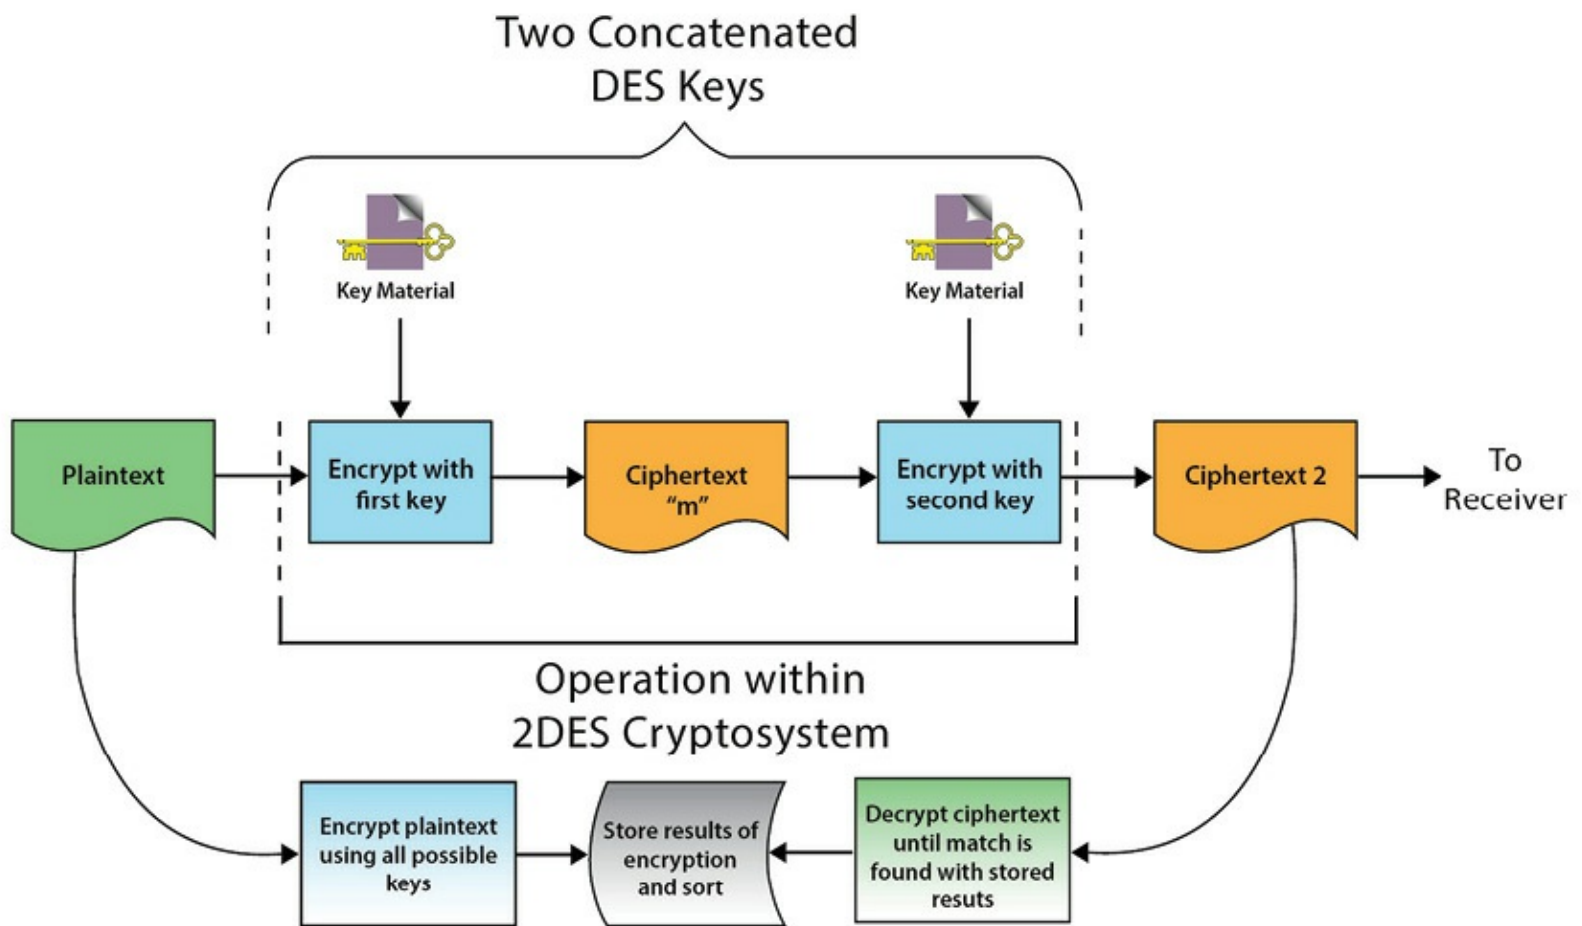 Two Concatenated
DES Keys
Key Material
Key Material
Plaintext
Encrypt with
first key
Ciphertext
“m”
Encrypt with
second key
Ciphertext 2
To
Receiver
Operation within
2DES Cryptosystem
Encrypt plaintext
using all possible
keys
Store results of
encryption
and sort
Decrypt ciphertext
until match is
found with stored
resuts